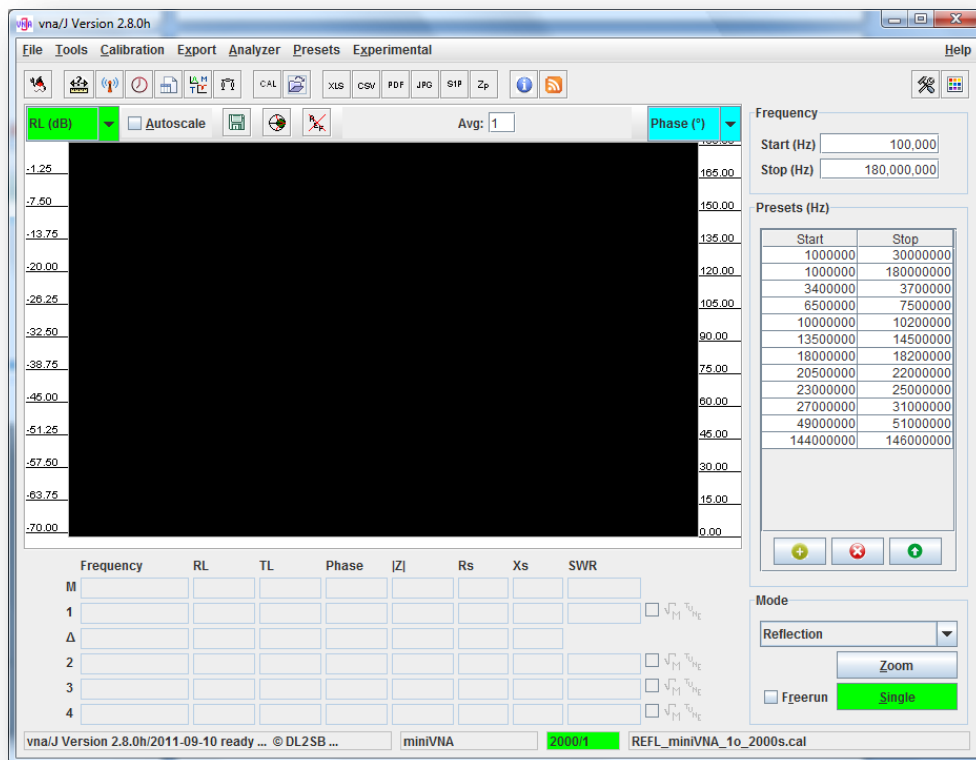 vna/J Version 2.8.0h
File Tools Calibration Export Analyzer Presets Experimental Help
CAL XLS CSV PDF JPG S1P Zp
RL (dB) Autoscale Avg: 1 Phase (°)
-1.25
-7.50
-13.75
-20.00
-26.25
-32.50
-38.75
-45.00
-51.25
-57.50
-63.75
-70.00
165.00
150.00
135.00
120.00
105.00
90.00
75.00
60.00
45.00
30.00
15.00
0.00
Frequency
Start (Hz) 100,000
Stop (Hz) 180,000,000
Presets (Hz)
Start Stop
1000000 30000000
1000000 180000000
3400000 3700000
6500000 7500000
10000000 10200000
13500000 14500000
18000000 18200000
20500000 22000000
23000000 25000000
27000000 31000000
49000000 51000000
144000000 146000000
Frequency RL TL Phase |Z| Rs Xs SWR
M
1 √M TUNE
Δ
2 √M TUNE
3 √M TUNE
4 √M TUNE
Mode
Reflection
Zoom
Freerun Single
vna/J Version 2.8.0h/2011-09-10 ready ... © DL2SB ... miniVNA 2000/1 REFL_miniVNA_1o_2000s.cal